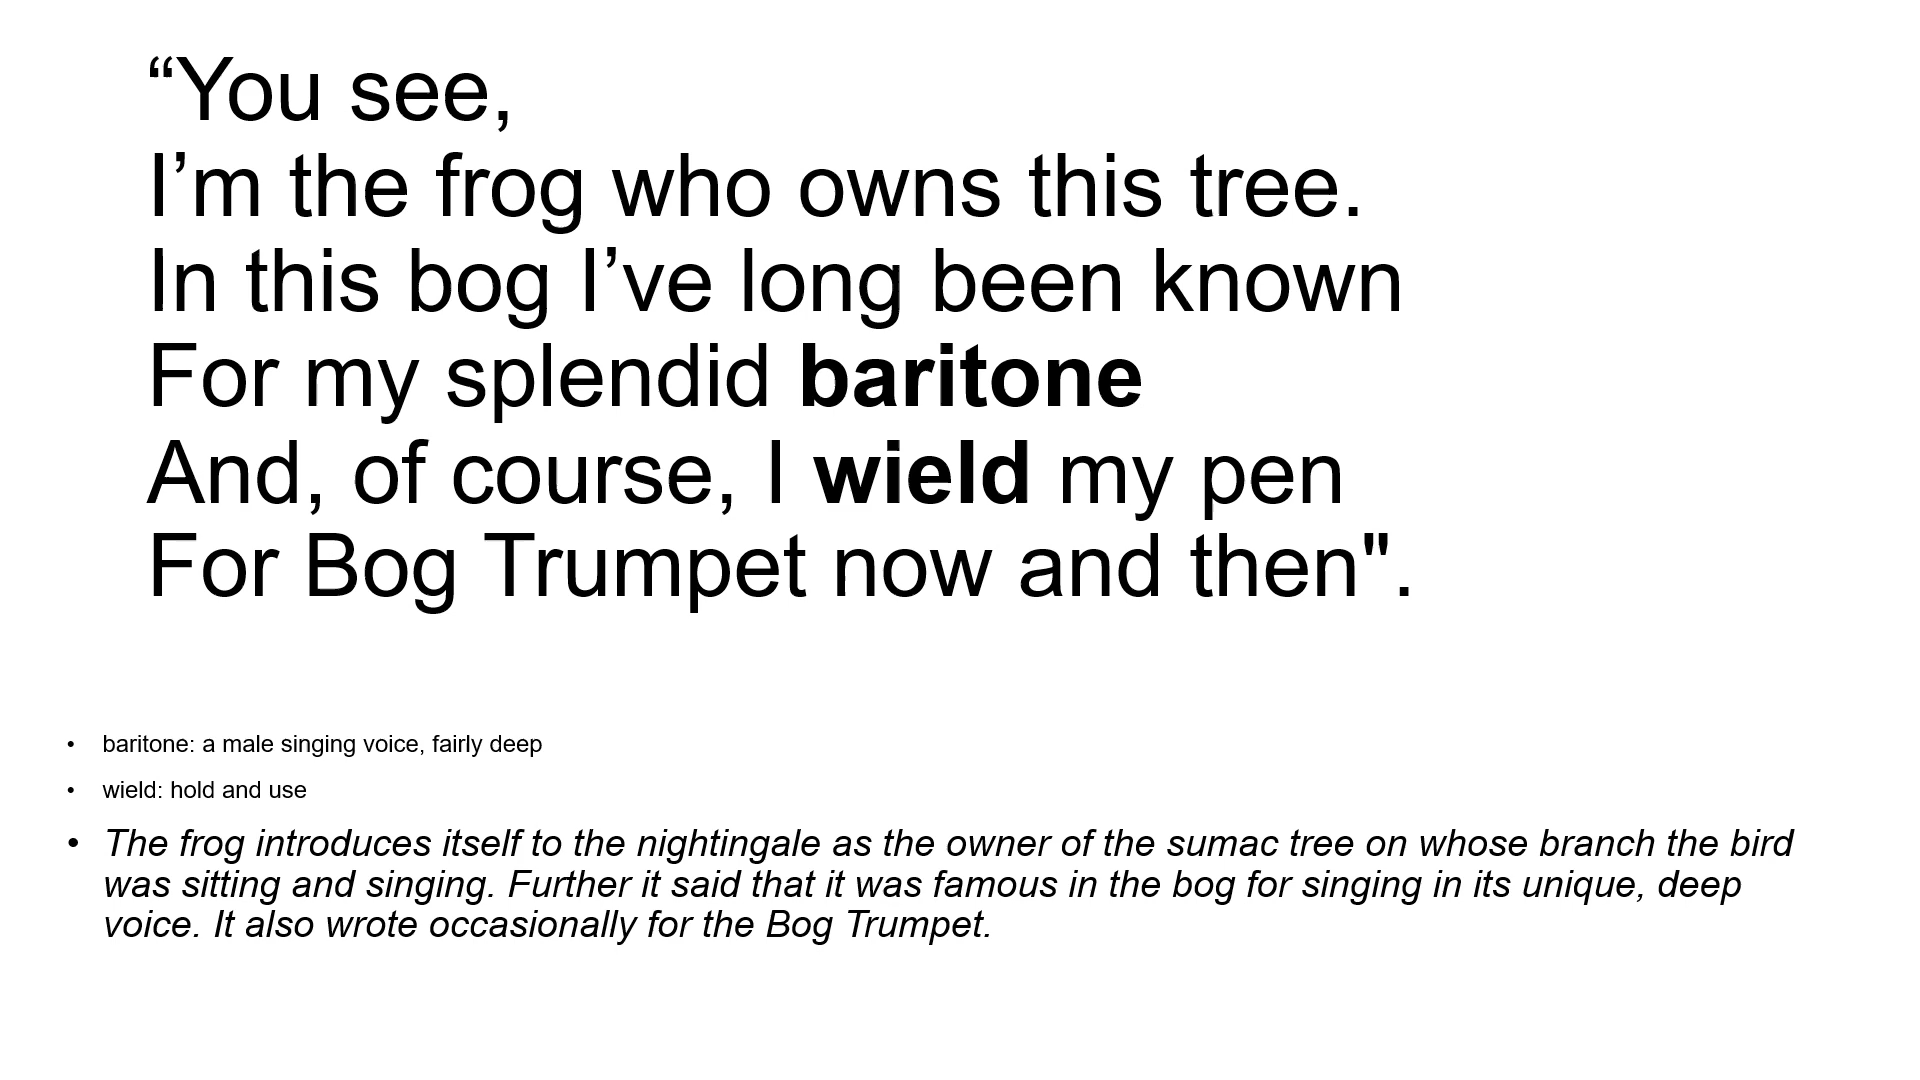 “You see,
I’m the frog who owns this tree.
In this bog I’ve long been known
For my splendid baritone
And, of course, I wield my pen
For Bog Trumpet now and then".
• baritone: a male singing voice, fairly deep
• wield: hold and use
• The frog introduces itself to the nightingale as the owner of the sumac tree on whose branch the bird
was sitting and singing. Further it said that it was famous in the bog for singing in its unique, deep
voice. It also wrote occasionally for the Bog Trumpet.